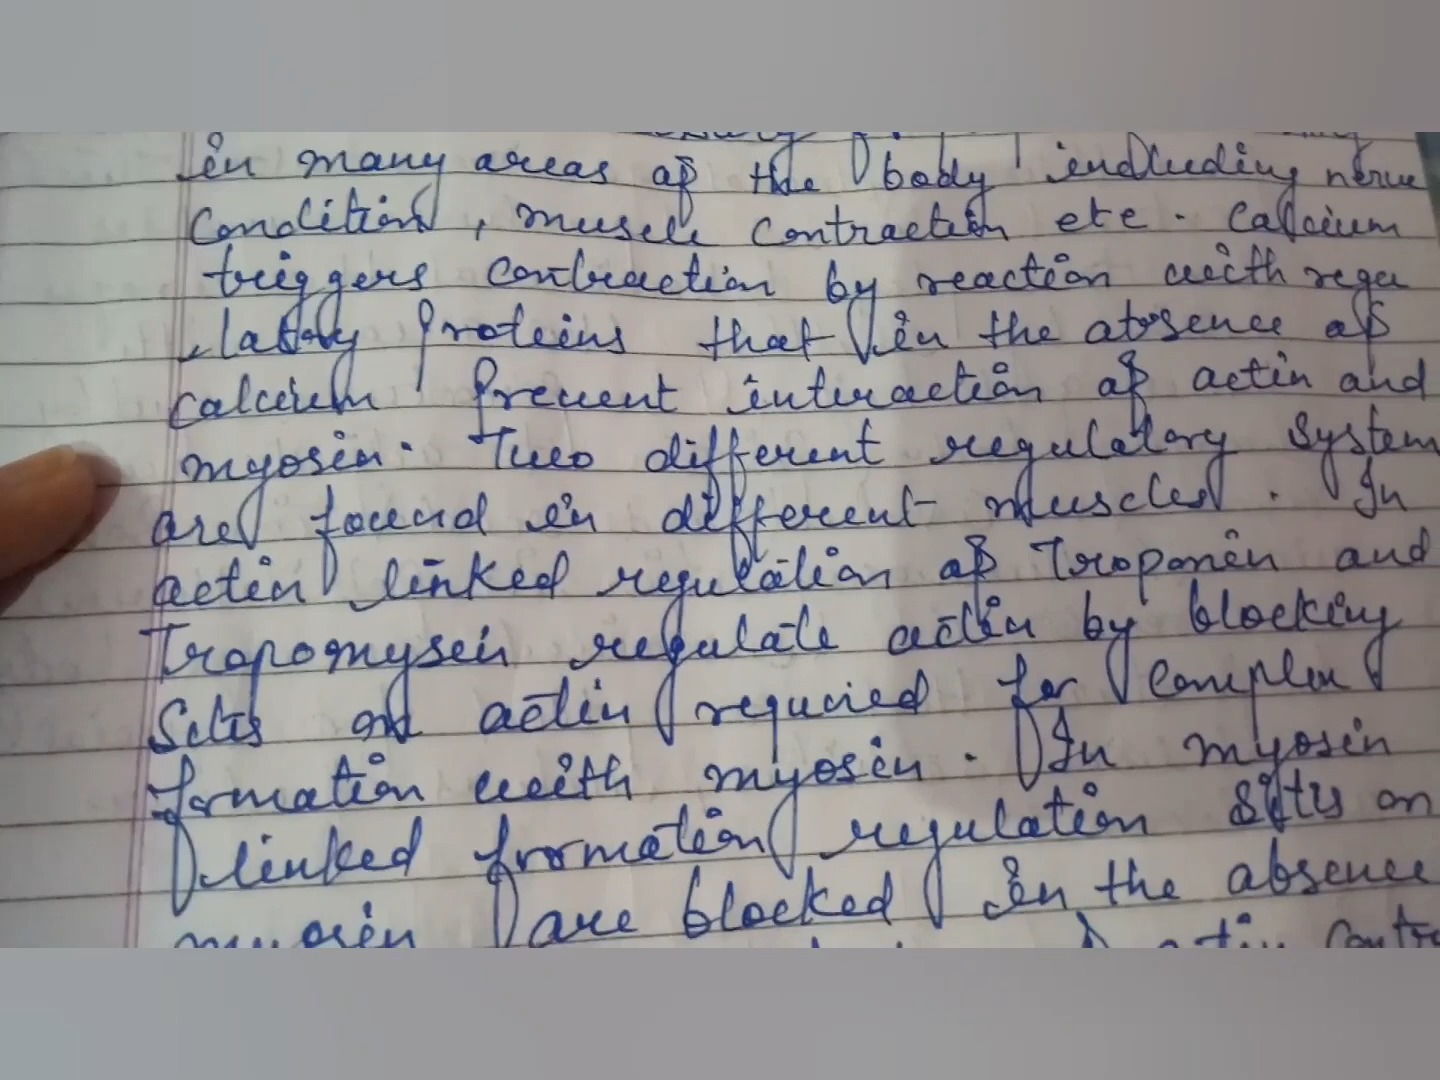 in many areas of the body including nerve
Condition, muscle contraction etc. Calcium
triggers contraction by reaction with regu
latory proteins that in the absence of
calcium prevent interaction of actin and
myosin. Two different regulatory system
are found in different muscles. In
actin linked regulation of Troponin and
Tropomysin regulate actin by blocking
Sites on actin required for Complex
formation with myosin. In myosin
linked formation regulation sites on
myosin are blocked in the absence